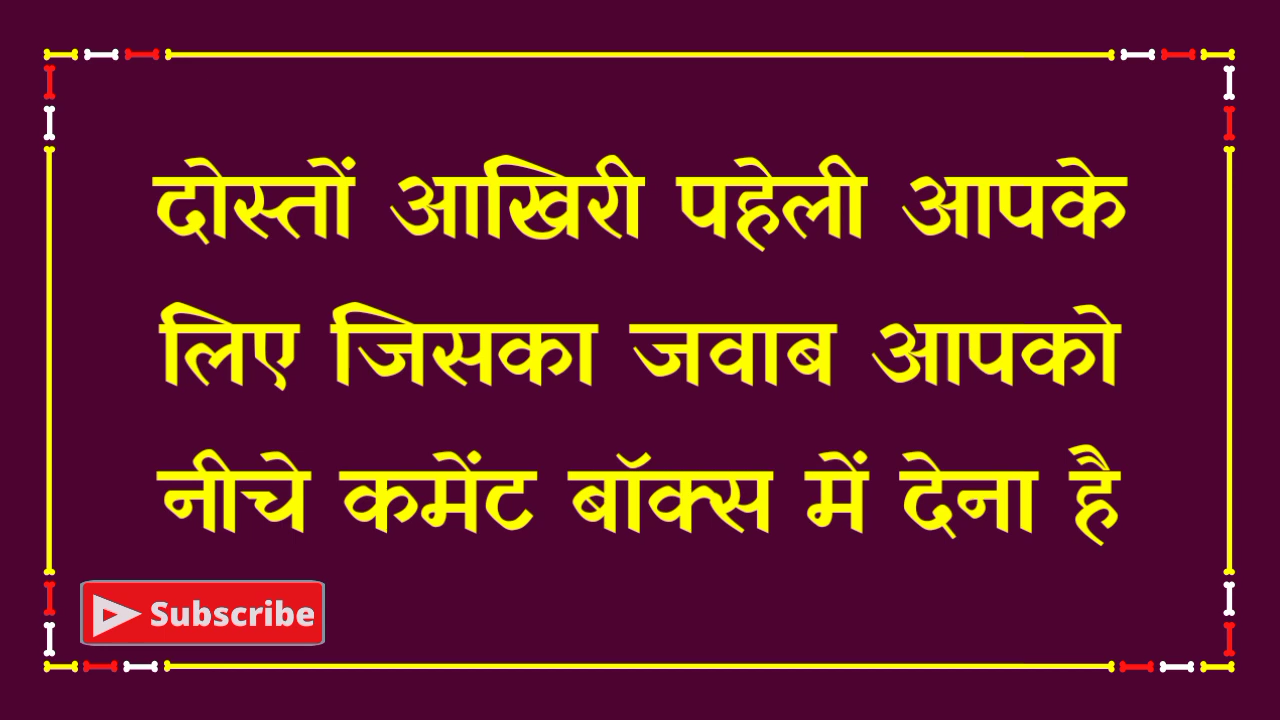 दोस्तों आखिरी पहेली आपके
लिए जिसका जवाब आपको
नीचे कमेंट बॉक्स में देना है
Subscribe